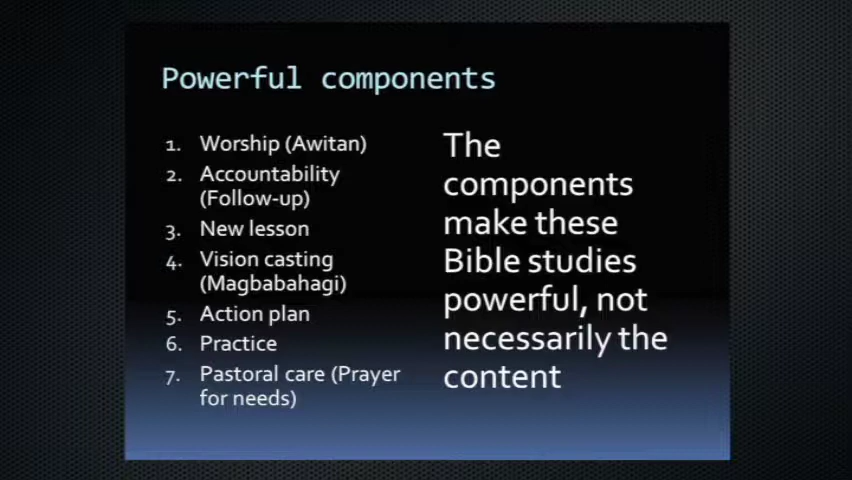 Powerful components
1. Worship (Awitan)
2. Accountability
(Follow-up)
3. New lesson
4. Vision casting
(Magbabahagi)
5. Action plan
6. Practice
7. Pastoral care (Prayer
for needs)
The
components
make these
Bible studies
powerful, not
necessarily the
content